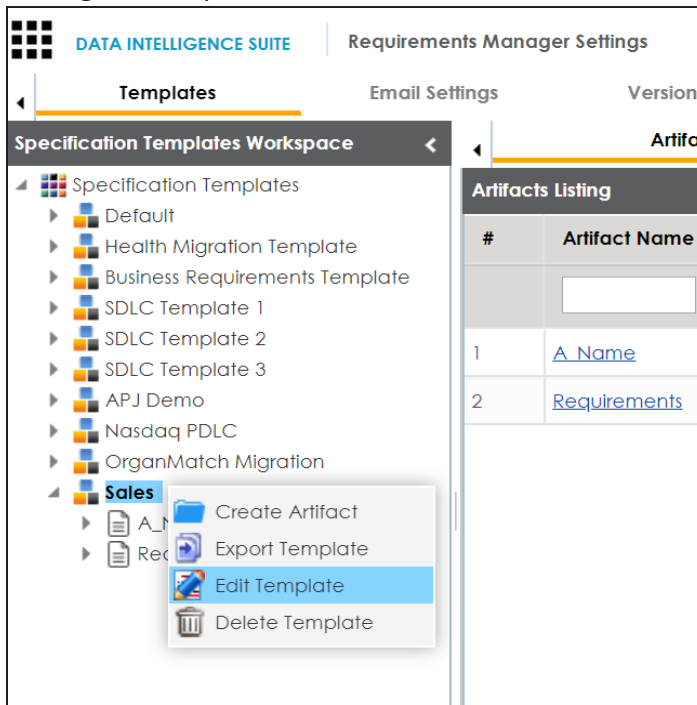 DATA INTELLIGENCE SUITE
Requirements Manager Settings
Templates
Email Settings
Version
Specification Templates Workspace
Specification Templates
Default
Health Migration Template
Business Requirements Template
SDLC Template 1
SDLC Template 2
SDLC Template 3
APJ Demo
Nasdaq PDLC
OrganMatch Migration
Sales
Create Artifact
Export Template
Edit Template
Delete Template
Artifacts Listing
# Artifact Name
1 A_Name
2 Requirements